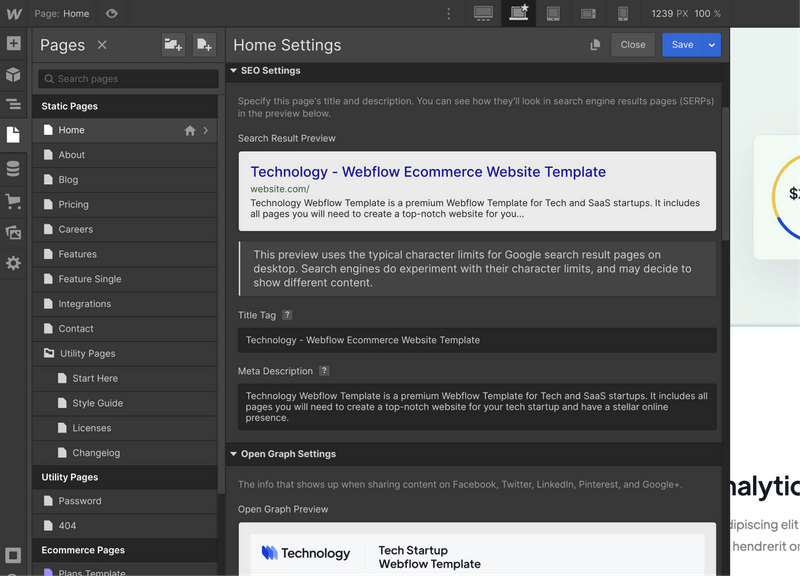 Page: Home
1239 PX 100 %
Pages
Search pages
Static Pages
Home
About
Blog
Pricing
Careers
Features
Feature Single
Integrations
Contact
Utility Pages
Start Here
Style Guide
Licenses
Changelog
Utility Pages
Password
404
Ecommerce Pages
Plans Template
Home Settings
Close
Save
SEO Settings
Specify this page's title and description. You can see how they'll look in search engine results pages (SERPs)
in the preview below.
Search Result Preview
Technology - Webflow Ecommerce Website Template
website.com/
Technology Webflow Template is a premium Webflow Template for Tech and SaaS startups. It includes
all pages you will need to create a top-notch website for you...
This preview uses the typical character limits for Google search result pages on
desktop. Search engines do experiment with their character limits, and may decide to
show different content.
Title Tag ?
Technology - Webflow Ecommerce Website Template
Meta Description ?
Technology Webflow Template is a premium Webflow Template for Tech and SaaS startups. It includes all
pages you will need to create a top-notch website for your tech startup and have a stellar online
presence.
Open Graph Settings
The info that shows up when sharing content on Facebook, Twitter, LinkedIn, Pinterest, and Google+.
Open Graph Preview
Technology
Tech Startup
Webflow Template
hendrerit